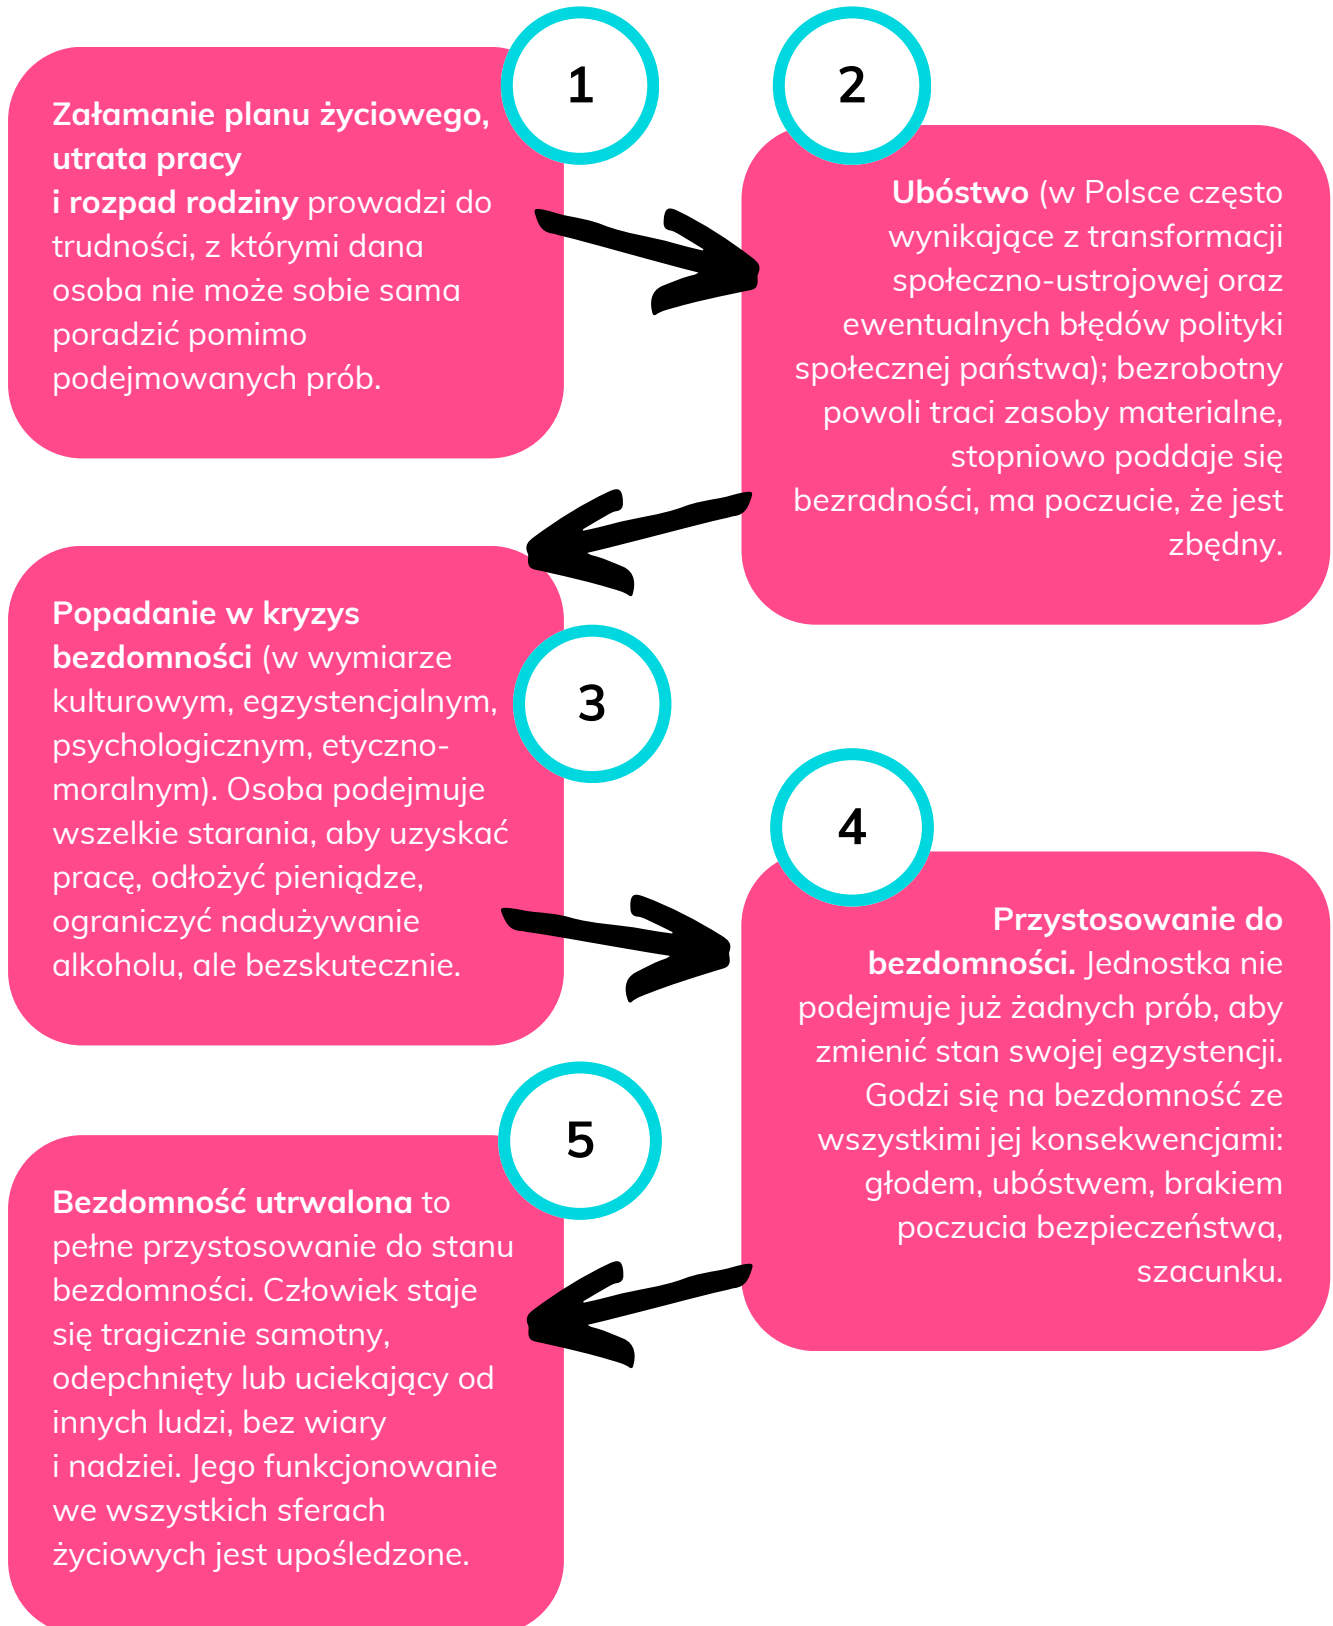 1
Załamanie planu życiowego,
utrata pracy
i rozpad rodziny prowadzi do
trudności, z którymi dana
osoba nie może sobie sama
poradzić pomimo
podejmowanych prób.
2
Ubóstwo (w Polsce często
wynikające z transformacji
społeczno-ustrojowej oraz
ewentualnych błędów polityki
społecznej państwa); bezrobotny
powoli traci zasoby materialne,
stopniowo poddaje się
bezradności, ma poczucie, że jest
zbędny.
3
Popadanie w kryzys
bezdomności (w wymiarze
kulturowym, egzystencjalnym,
psychologicznym, etyczno-
moralnym). Osoba podejmuje
wszelkie starania, aby uzyskać
pracę, odłożyć pieniądze,
ograniczyć nadużywanie
alkoholu, ale bezskutecznie.
4
Przystosowanie do
bezdomności. Jednostka nie
podejmuje już żadnych prób, aby
zmienić stan swojej egzystencji.
Godzi się na bezdomność ze
wszystkimi jej konsekwencjami:
głodem, ubóstwem, brakiem
poczucia bezpieczeństwa,
szacunku.
5
Bezdomność utrwalona to
pełne przystosowanie do stanu
bezdomności. Człowiek staje
się tragicznie samotny,
odepchnięty lub uciekający od
innych ludzi, bez wiary
i nadziei. Jego funkcjonowanie
we wszystkich sferach
życiowych jest upośledzone.